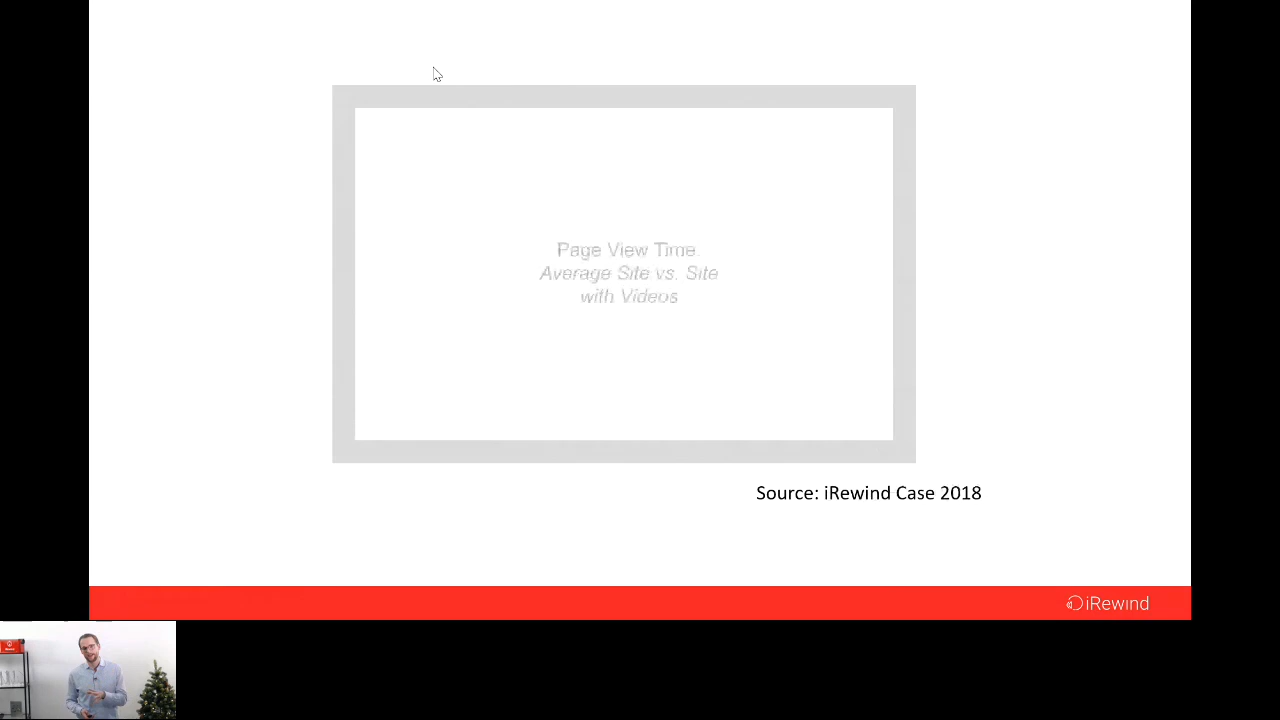 Page View Time.
Average Site vs. Site
with Videos
Source: iRewind Case 2018
iRewind